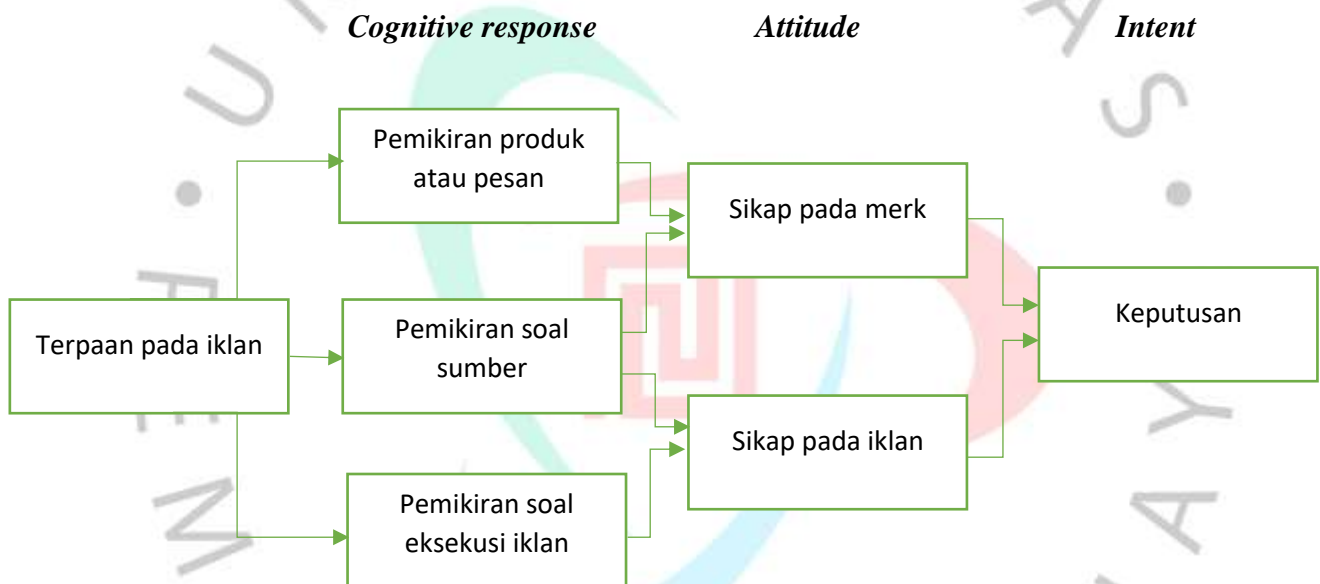 Cognitive response Attitude Intent
Pemikiran produk
atau pesan
Sikap pada merk
Terpaan pada iklan
Pemikiran soal
sumber
Keputusan
Sikap pada iklan
Pemikiran soal
eksekusi iklan